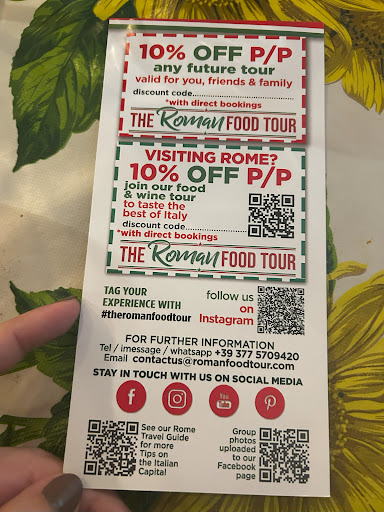 10% OFF P/P
any future tour
valid for you, friends & family
discount code..............................
*with direct bookings
THE Roman FOOD TOUR
VISITING ROME?
10% OFF P/P
join our food
& wine tour
to taste the
best of Italy
discount code....................
*with direct bookings
THE Roman FOOD TOUR
TAG YOUR
EXPERIENCE WITH
#theromanfoodtour
follow us
on
Instagram
FOR FURTHER INFORMATION
Tel / imessage / whatsapp +39 377 5709420
Email contactus@romanfoodtour.com
STAY IN TOUCH WITH US ON SOCIAL MEDIA
f
You
Tube
See our Rome
Travel Guide
for more
Tips on
the Italian
Capital
Group
photos
uploaded
to our
Facebook
page